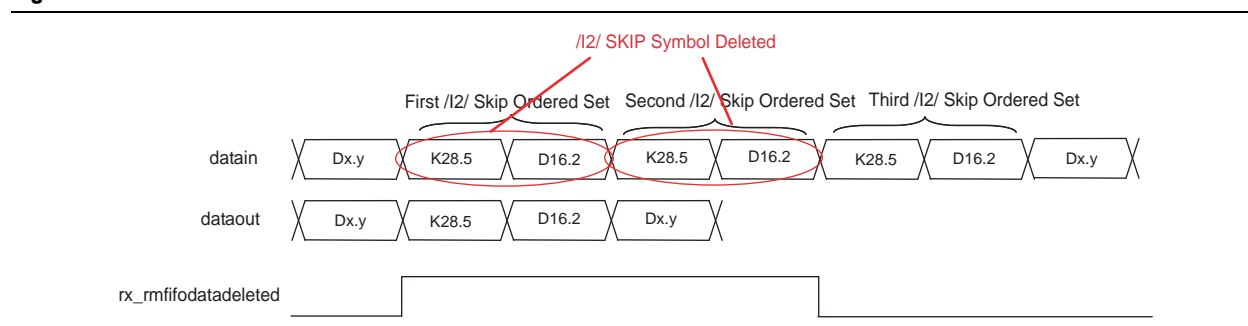 /I2/ SKIP Symbol Deleted
First /I2/ Skip Ordered Set Second /I2/ Skip Ordered Set Third /I2/ Skip Ordered Set
datain Dx.y K28.5 D16.2 K28.5 D16.2 K28.5 D16.2 Dx.y
dataout Dx.y K28.5 D16.2 Dx.y
rx_rmfifodatadeleted